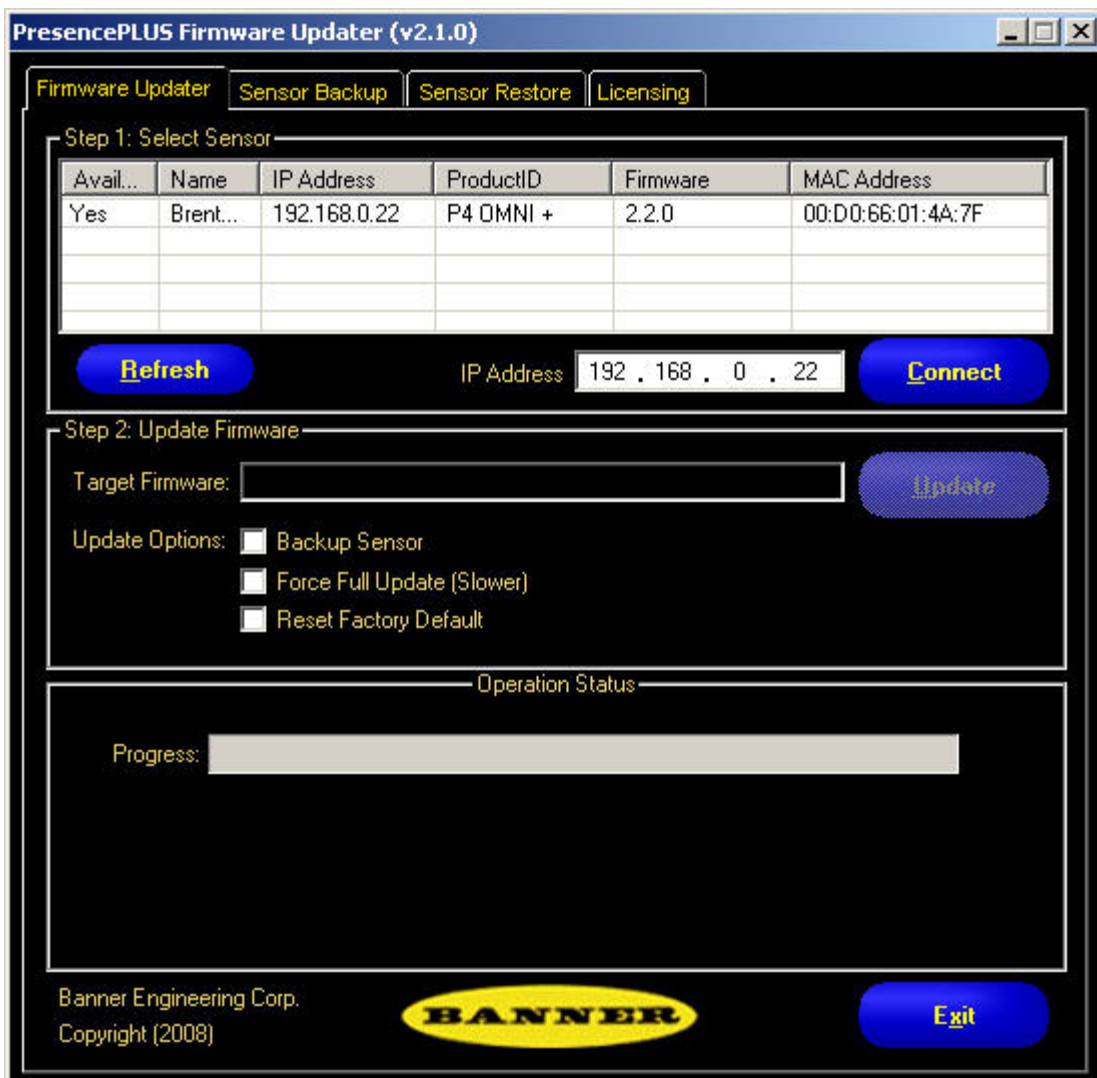 PresencePLUS Firmware Updater (v2.1.0)
Firmware Updater Sensor Backup Sensor Restore Licensing
Step 1: Select Sensor
Avail... Name IP Address ProductID Firmware MAC Address
Yes Brent... 192.168.0.22 P4 OMNI + 2.2.0 00:D0:66:01:4A:7F
Refresh IP Address 192 . 168 . 0 . 22 Connect
Step 2: Update Firmware
Target Firmware: Update
Update Options: Backup Sensor
Force Full Update (Slower)
Reset Factory Default
Operation Status
Progress:
Banner Engineering Corp.
Copyright (2008)
BANNER
Exit